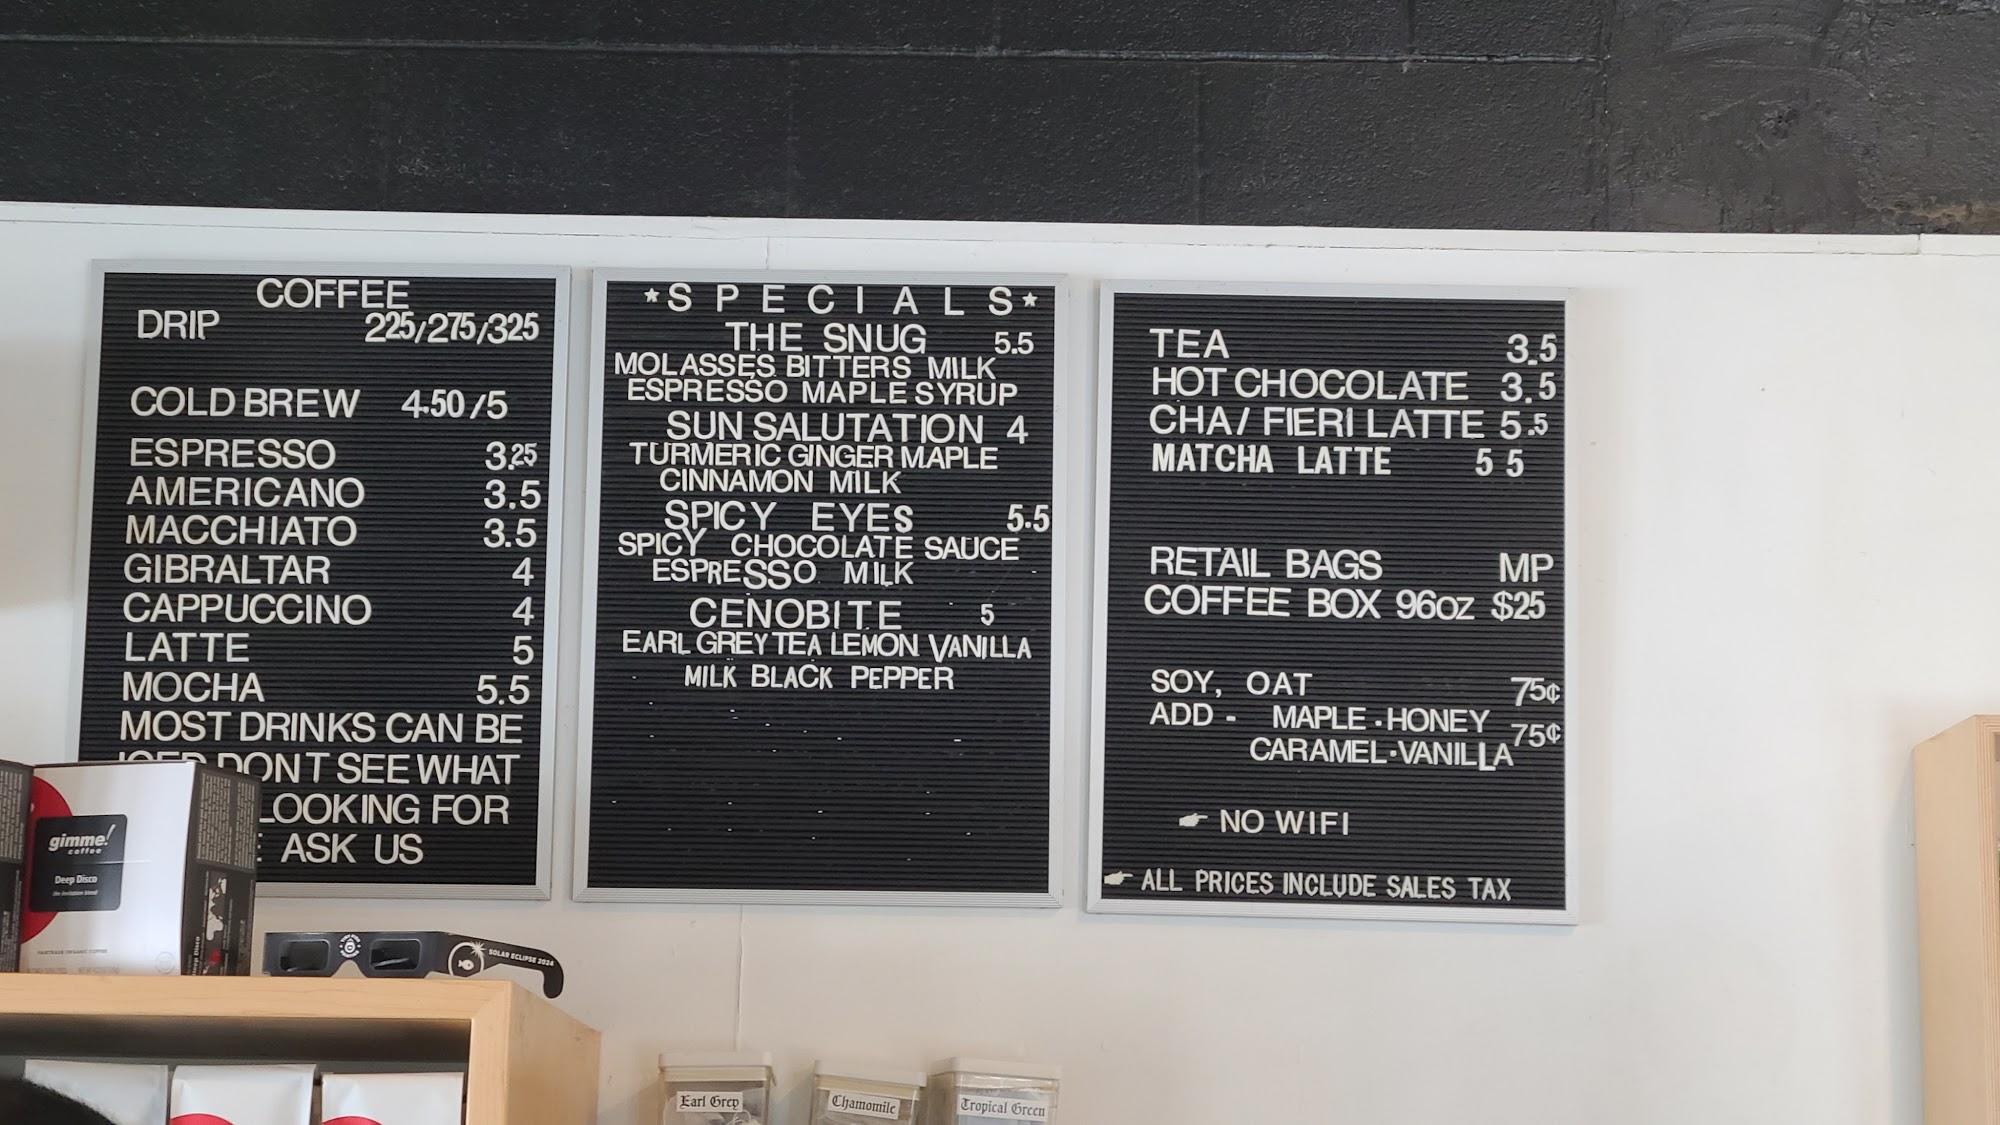 COFFEE
DRIP 225/275/325
COLD BREW 4.50/5
ESPRESSO 3.25
AMERICANO 3.5
MACCHIATO 3.5
GIBRALTAR 4
CAPPUCCINO 4
LATTE 5
MOCHA 5.5
MOST DRINKS CAN BE
ICED DONT SEE WHAT
LOOKING FOR
ASK US
*SPECIALS*
THE SNUG 5.5
MOLASSES BITTERS MILK
ESPRESSO MAPLE SYRUP
SUN SALUTATION 4
TURMERIC GINGER MAPLE
CINNAMON MILK
SPICY EYES 5.5
SPICY CHOCOLATE SAUCE
ESPRESSO MILK
CENOBITE 5
EARL GREY TEA LEMON VANILLA
MILK BLACK PEPPER
TEA 3.5
HOT CHOCOLATE 3.5
CHA/ FIERI LATTE 5.5
MATCHA LATTE 5 5
RETAIL BAGS MP
COFFEE BOX 96OZ $25
SOY, OAT 75¢
ADD - MAPLE-HONEY
CARAMEL-VANILLA 75¢
NO WIFI
ALL PRICES INCLUDE SALES TAX
gimme!
coffee
Deep Disco
FAIRTRADE ORGANIC COFFEE
Deep Disco
SOLAR ECLIPSE 2024
Earl Grey
Chamomile
Tropical Green